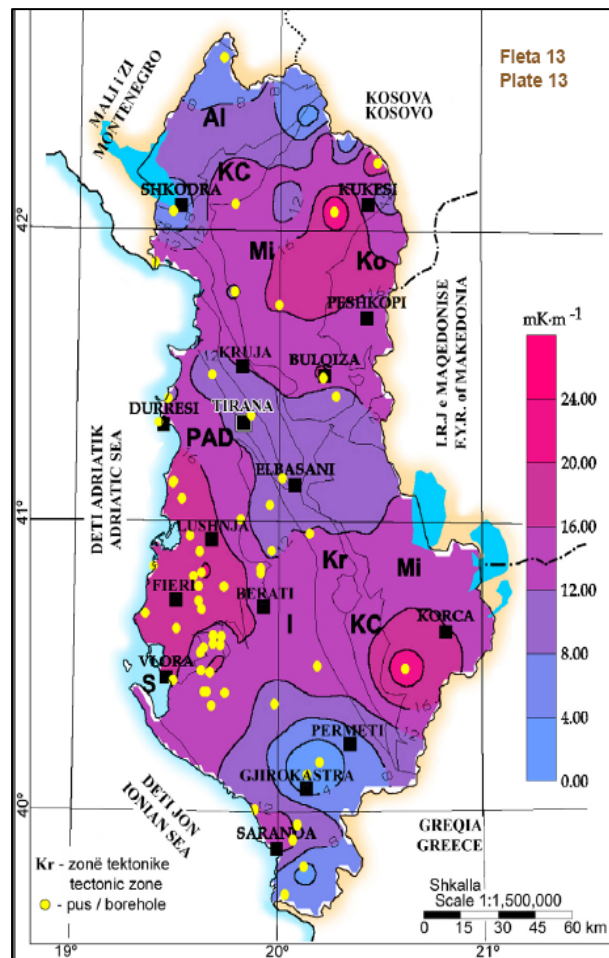 Fleta 13
Plate 13
MALI i ZI
MONTENEGRO
KOSOVA
KOSOVO
Al
KC
SHKODRA
KUKESI
42°
Mi
Ko
PESHKOPI
I.R.J e MAQEDONISE
F.Y.R. of MAKEDONIA
mK·m⁻¹
KRUJA
BULQIZA
DURRESI
TIRANA
PAD
ELBASANI
DETI ADRIATIK
ADRIATIC SEA
24.00
20.00
16.00
12.00
8.00
4.00
0.00
41°
LUSHNJA
Kr
Mi
FIERI
BERATI
I
KC
KORCA
VLORA
S
PERMETI
GJIROKASTRA
40°
DETI JON
IONIAN SEA
SARANDA
GREQIA
GREECE
Kr - zonë tektonike
tectonic zone
- pus / borehole
Shkalla
Scale 1:1,500,000
0 15 30 45 60 km
19° 20° 21°